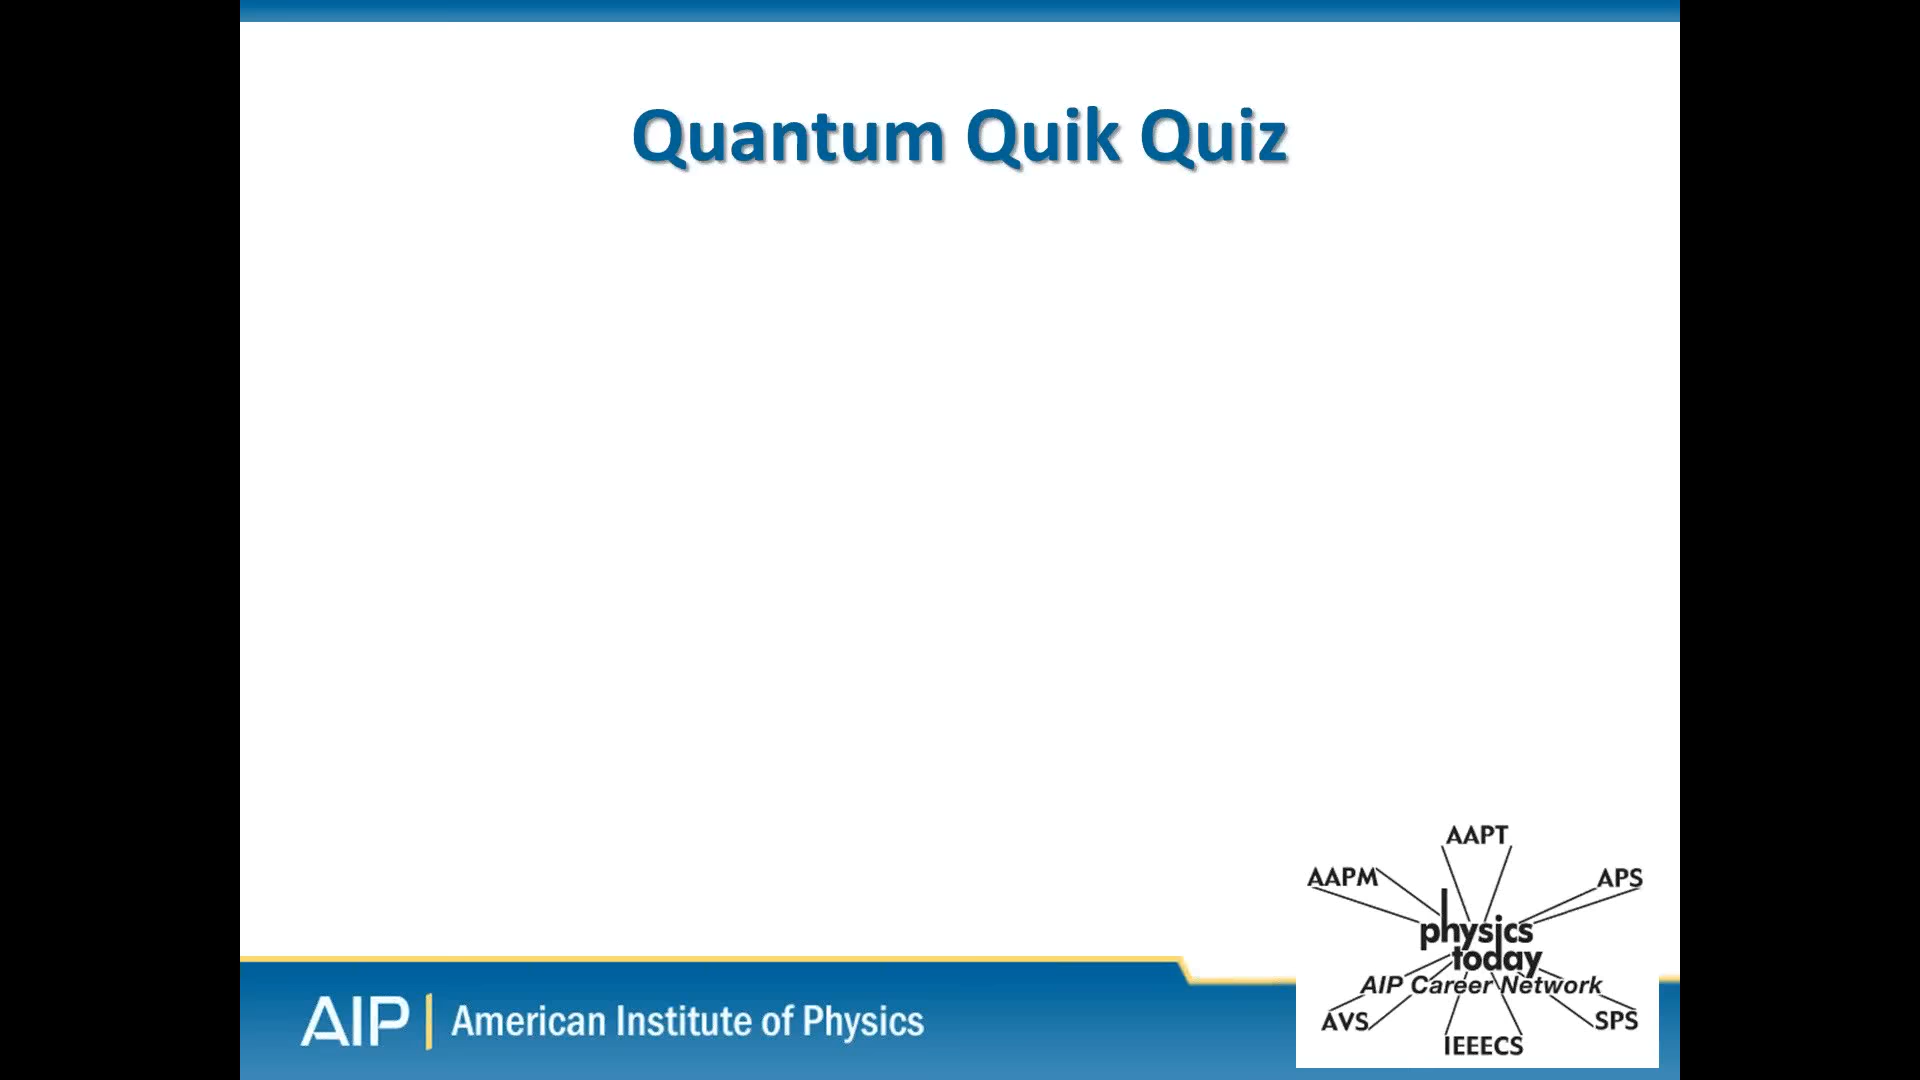 Quantum Quik Quiz
AAPT
AAPM
APS
physics
today
AIP Career Network
AVS
SPS
IEEECS
AIP | American Institute of Physics